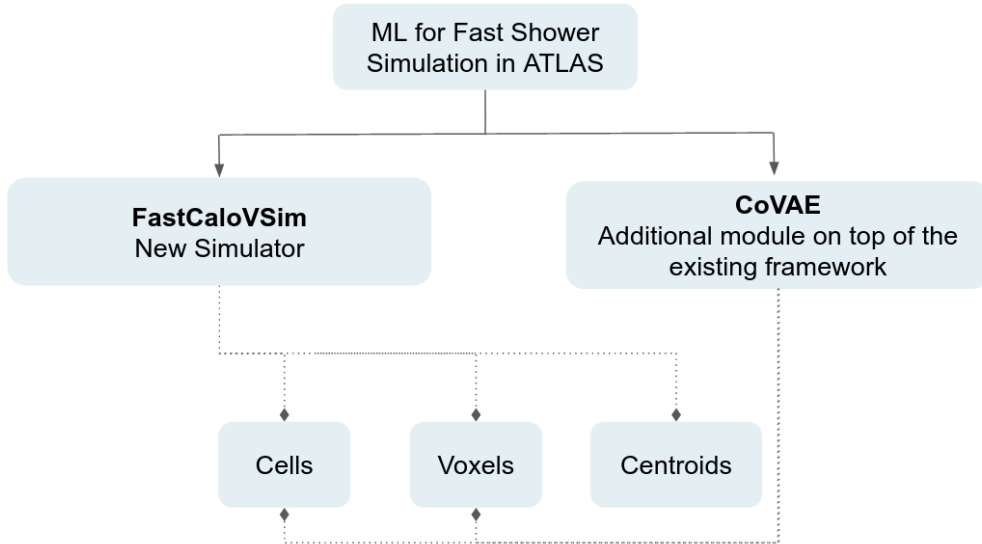 ML for Fast Shower
Simulation in ATLAS
FastCaloVSim
New Simulator
CoVAE
Additional module on top of the
existing framework
Cells
Voxels
Centroids